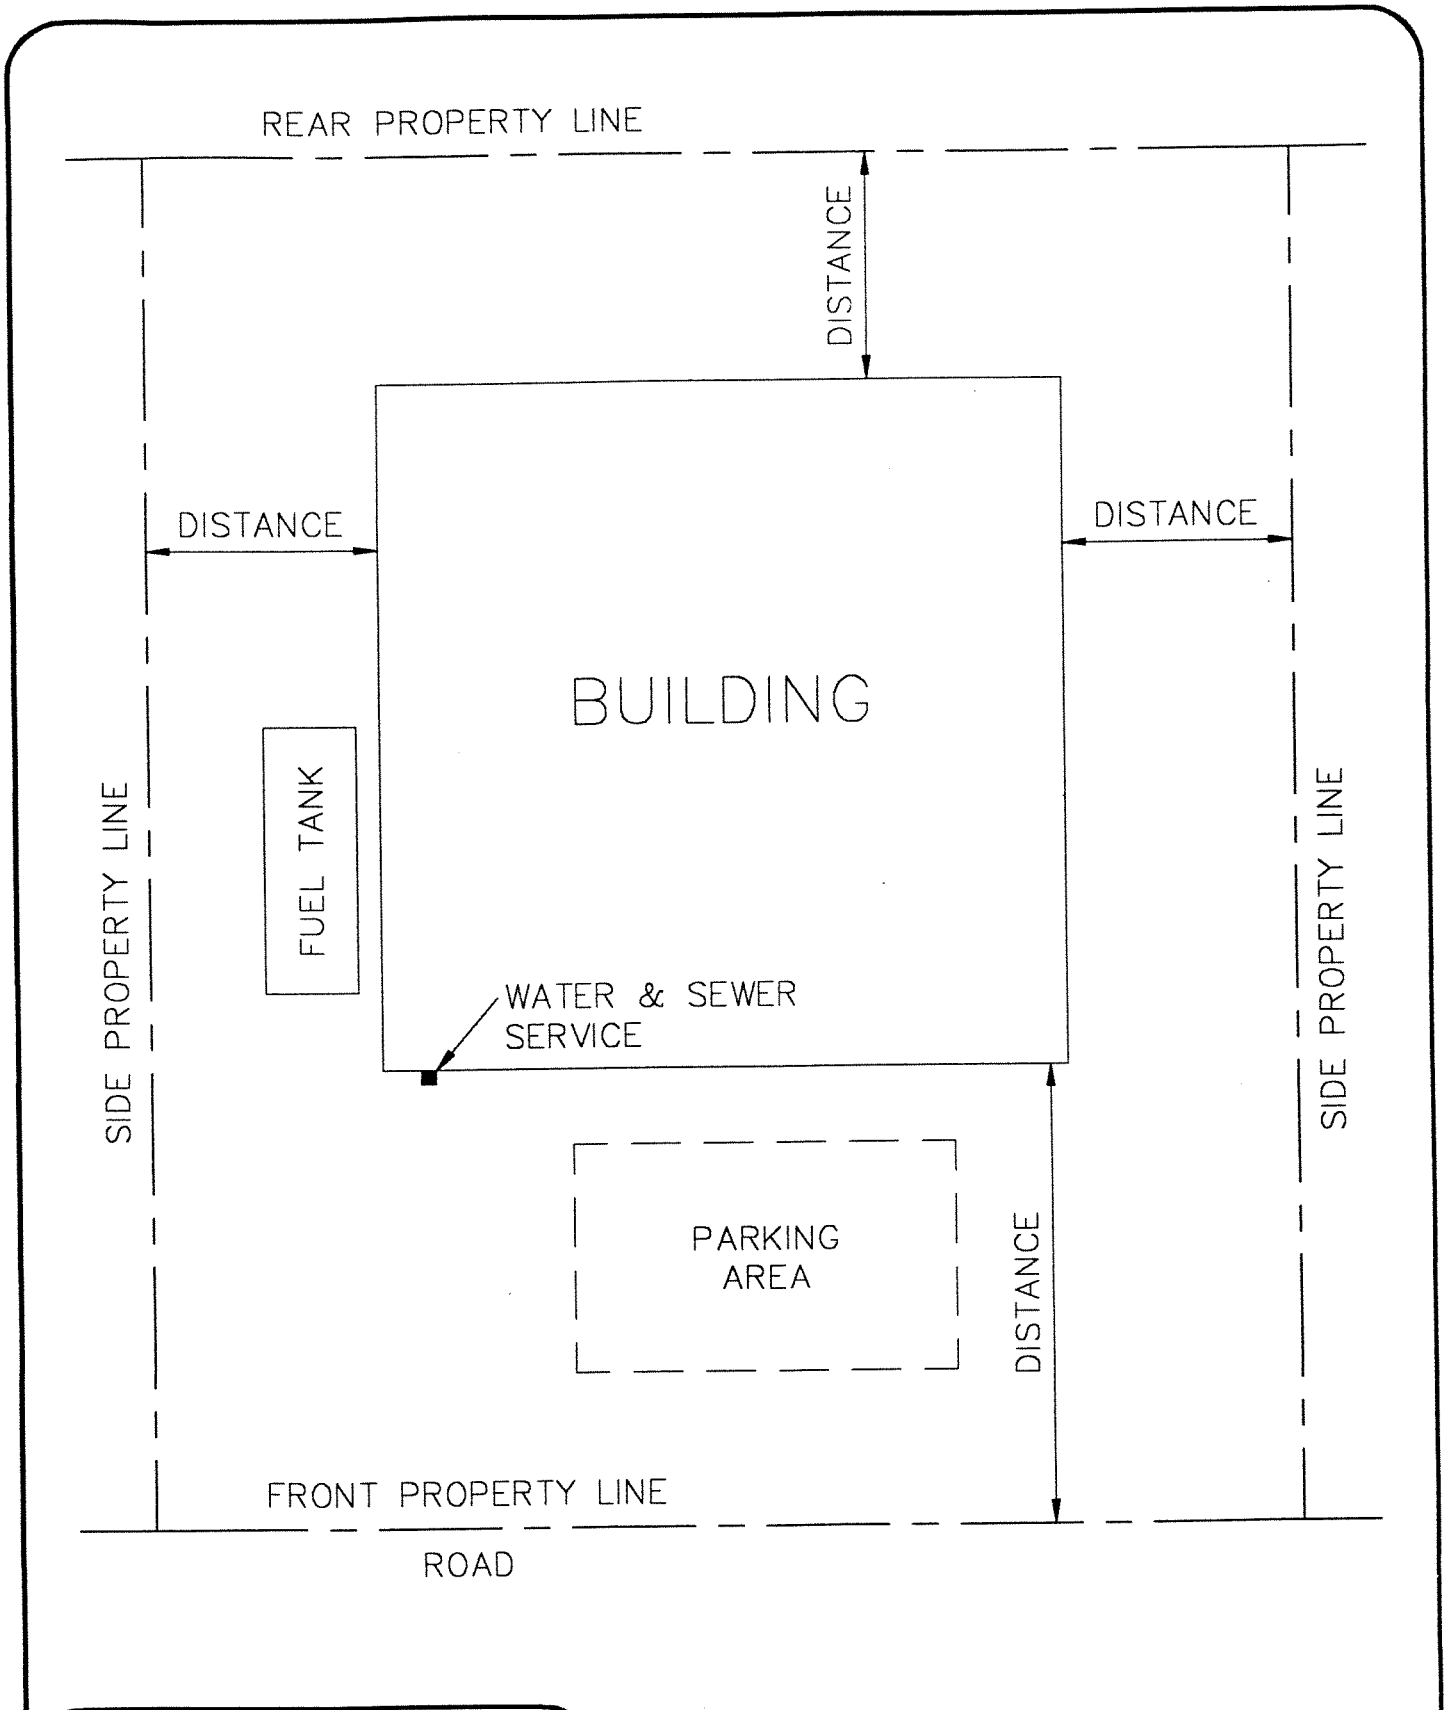 REAR PROPERTY LINE
DISTANCE
DISTANCE
DISTANCE
BUILDING
FUEL TANK
SIDE PROPERTY LINE
SIDE PROPERTY LINE
WATER & SEWER
SERVICE
PARKING
AREA
DISTANCE
FRONT PROPERTY LINE
ROAD